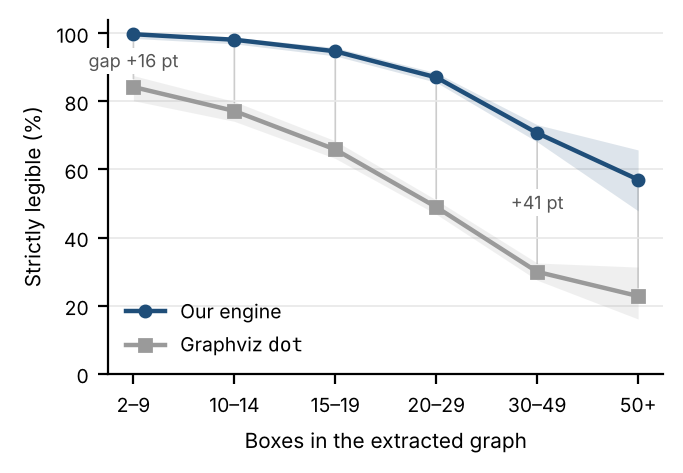 100
80
60
40
20
0
Strictly legible (%)
gap +16 pt
+41 pt
Our engine
Graphviz dot
2–9
10–14
15–19
20–29
30–49
50+
Boxes in the extracted graph